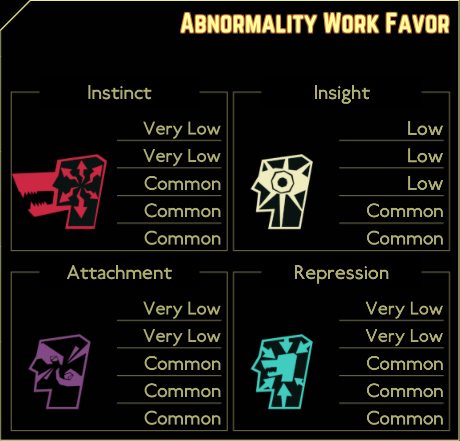 Abnormality Work Favor
Instinct
Very Low
Very Low
Common
Common
Common
Insight
Low
Low
Low
Common
Common
Attachment
Very Low
Very Low
Common
Common
Common
Repression
Very Low
Very Low
Common
Common
Common